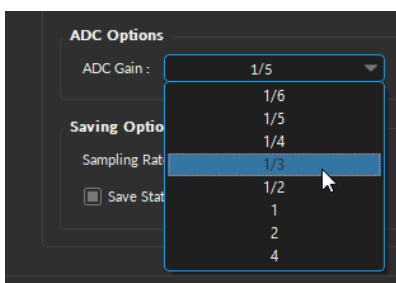 ADC Options
ADC Gain :
1/5
1/6
1/5
1/4
1/3
1/2
1
2
4
Saving Optio
Sampling Rat
Save Stat